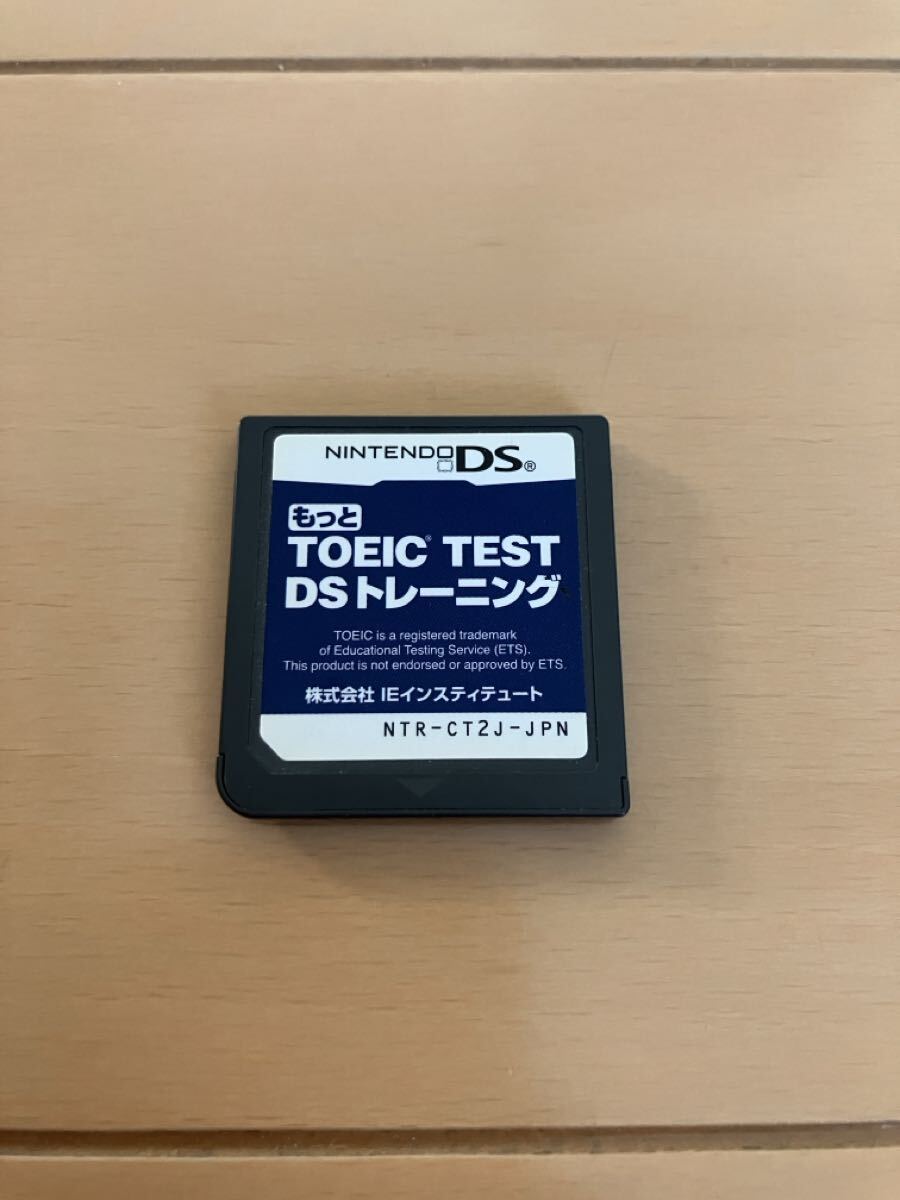 NINTENDO DS®
もっと
TOEIC® TEST
DSトレーニング
TOEIC is a registered trademark
of Educational Testing Service (ETS).
This product is not endorsed or approved by ETS.
株式会社 IEインスティテュート
NTR-CT2J-JPN